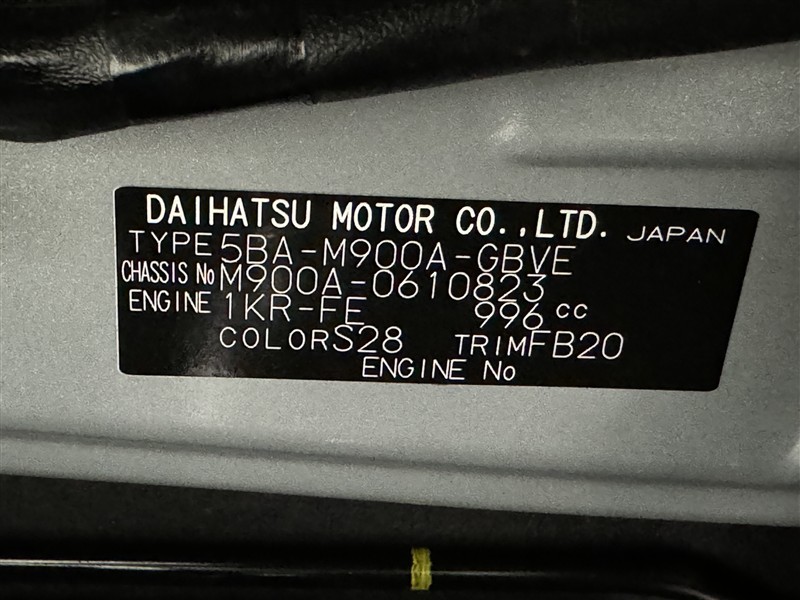 DAIHATSU MOTOR CO.,LTD. JAPAN
TYPE 5BA-M900A-GBVE
CHASSIS No M900A-0610823
ENGINE 1KR-FE 996 cc
COLOR S28 TRIM FB20
ENGINE No